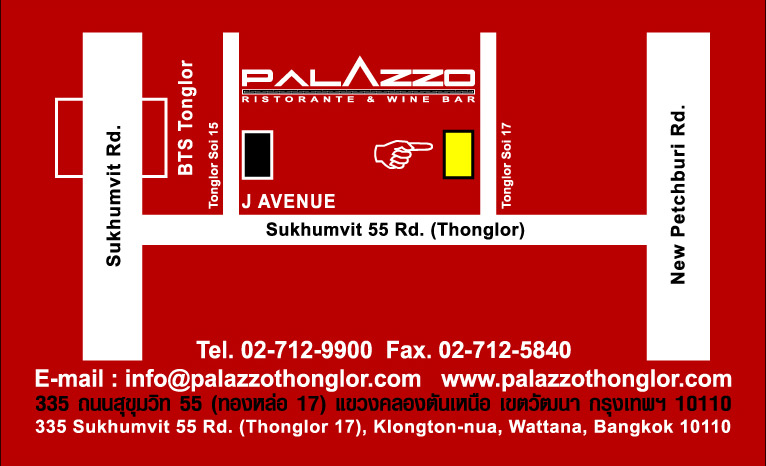 PALAZZO
RISTORANTE & WINE BAR
Sukhumvit Rd.
BTS Tonglor
Tonglor Soi 15
J AVENUE
Tonglor Soi 17
New Petchburi Rd.
Sukhumvit 55 Rd. (Thonglor)
Tel. 02-712-9900 Fax. 02-712-5840
E-mail : info@palazzothonglor.com www.palazzothonglor.com
335 ถนนสุขุมวิท 55 (ทองหล่อ 17) แขวงคลองตันเหนือ เขตวัฒนา กรุงเทพฯ 10110
335 Sukhumvit 55 Rd. (Thonglor 17), Klongton-nua, Wattana, Bangkok 10110